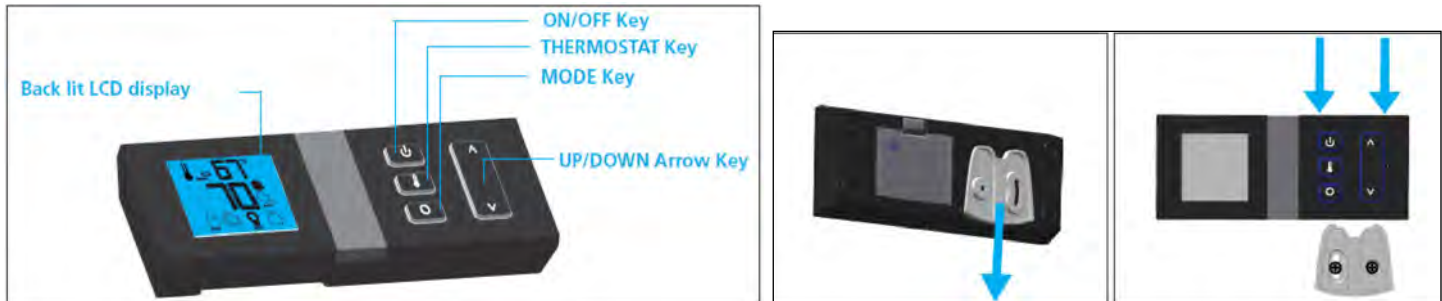 ON/OFF Key
THERMOSTAT Key
MODE Key
Back lit LCD display
UP/DOWN Arrow Key
67°
70°